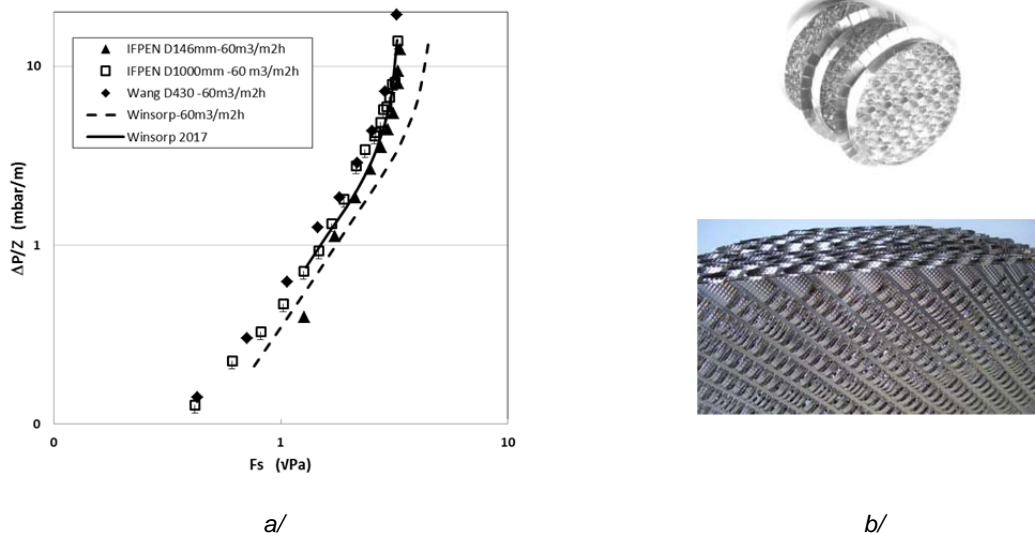 IFPEN D146mm-60m3/m2h
IFPEN D1000mm -60 m3/m2h
Wang D430 -60m3/m2h
Winsorp-60m3/m2h
Winsorp 2017
10
1
0
ΔP/Z (mbar/m)
0 1 10
Fs (√Pa)
a/ b/